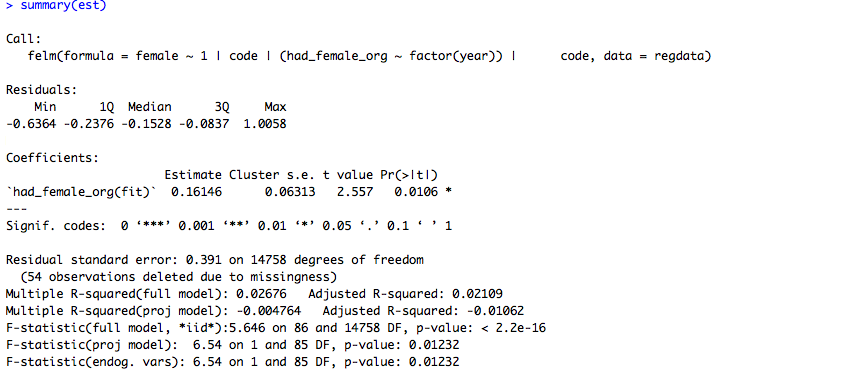 > summary(est)
Call:
felm(formula = female ~ 1 | code | (had_female_org ~ factor(year)) |      code, data = regdata)
Residuals:
Min      1Q  Median      3Q     Max
-0.6364 -0.2376 -0.1528 -0.0837  1.0058
Coefficients:
Estimate Cluster s.e. t value Pr(>|t|)
`had_female_org(fit)`  0.16146      0.06313   2.557   0.0106 *
---
Signif. codes:  0 ‘***’ 0.001 ‘**’ 0.01 ‘*’ 0.05 ‘.’ 0.1 ‘ ’ 1
Residual standard error: 0.391 on 14758 degrees of freedom
(54 observations deleted due to missingness)
Multiple R-squared(full model): 0.02676   Adjusted R-squared: 0.02109
Multiple R-squared(proj model): -0.004764   Adjusted R-squared: -0.01062
F-statistic(full model, *iid*):5.646 on 86 and 14758 DF, p-value: < 2.2e-16
F-statistic(proj model):  6.54 on 1 and 85 DF, p-value: 0.01232
F-statistic(endog. vars): 6.54 on 1 and 85 DF, p-value: 0.01232